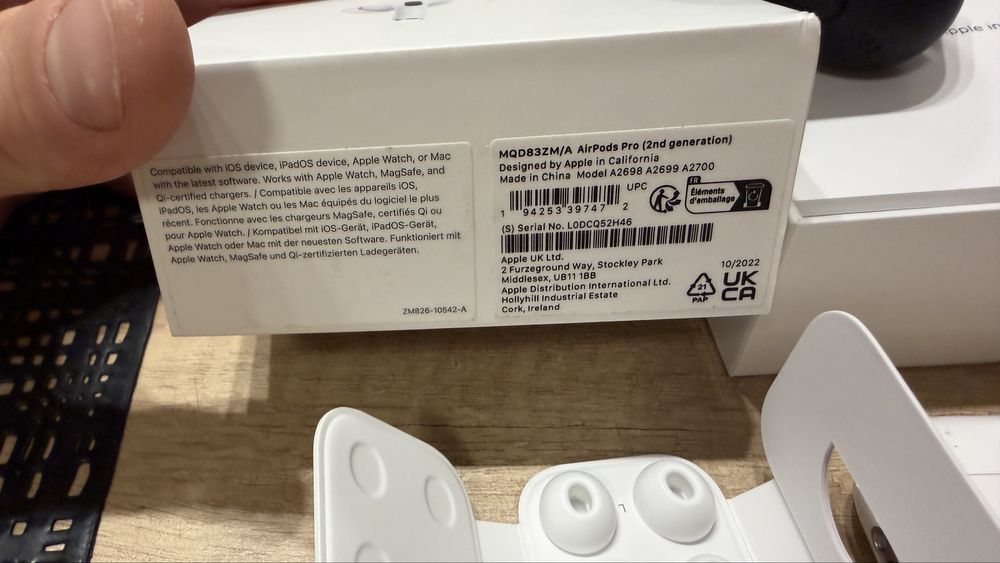 Compatible with iOS device, iPadOS device, Apple Watch, or Mac
with the latest software. Works with Apple Watch, MagSafe, and
Qi-certified chargers. / Compatible avec les appareils iOS,
iPadOS, les Apple Watch ou les Mac équipés du logiciel le plus
récent. Fonctionne avec les chargeurs MagSafe, certifiés Qi ou
pour Apple Watch. / Kompatibel mit iOS-Gerät, iPadOS-Gerät,
Apple Watch oder Mac mit der neuesten Software. Funktioniert mit
Apple Watch, MagSafe und Qi-zertifizierten Ladegeräten.
ZM826-10542-A
MQD83ZM/A AirPods Pro (2nd generation)
Designed by Apple in California
Made in China Model A2698 A2699 A2700
UPC
1 94253 39747 2
FR
Éléments
d'emballage
(S) Serial No. L0DCQ52H46
Apple UK Ltd.
2 Furzeground Way, Stockley Park
Middlesex, UB11 1BB
Apple Distribution International Ltd.
Hollyhill Industrial Estate
Cork, Ireland
21
PAP
10/2022
UK
CA
in
L